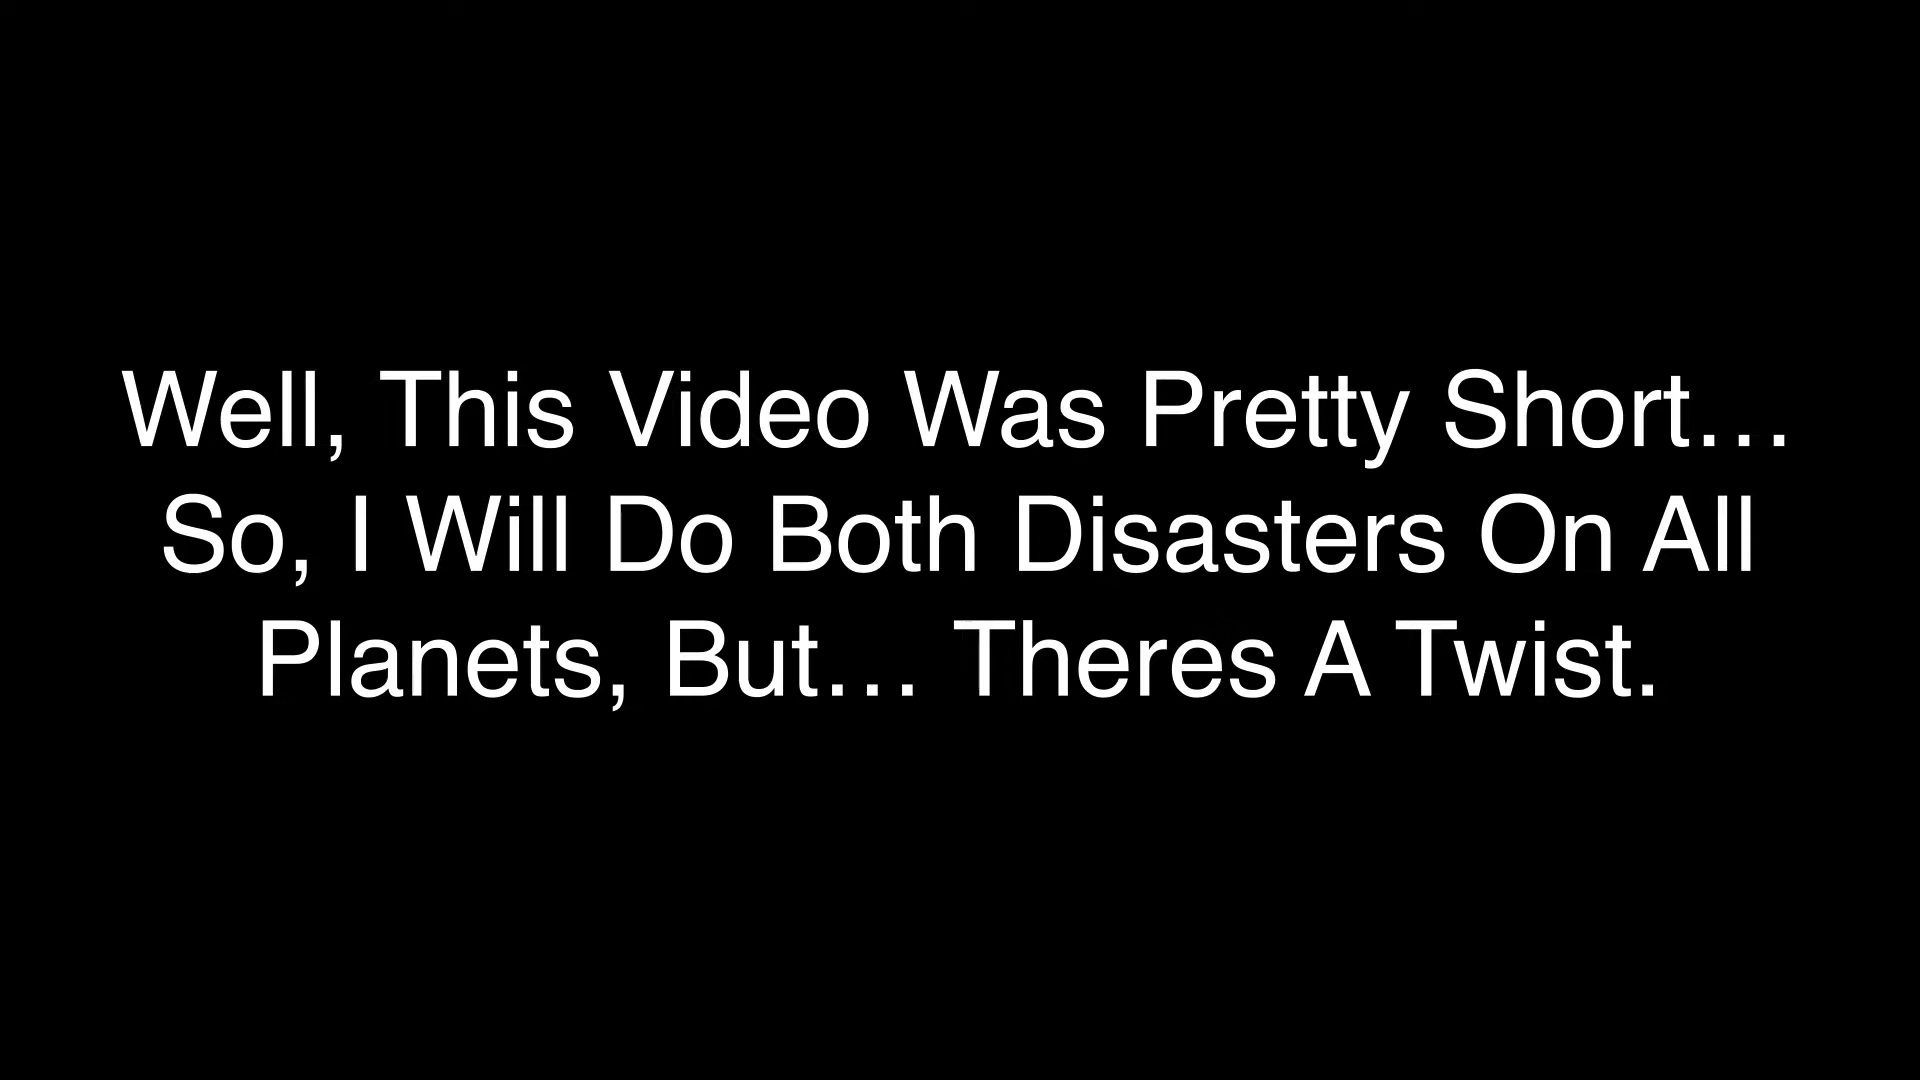 Well, This Video Was Pretty Short…
So, I Will Do Both Disasters On All
Planets, But… Theres A Twist.